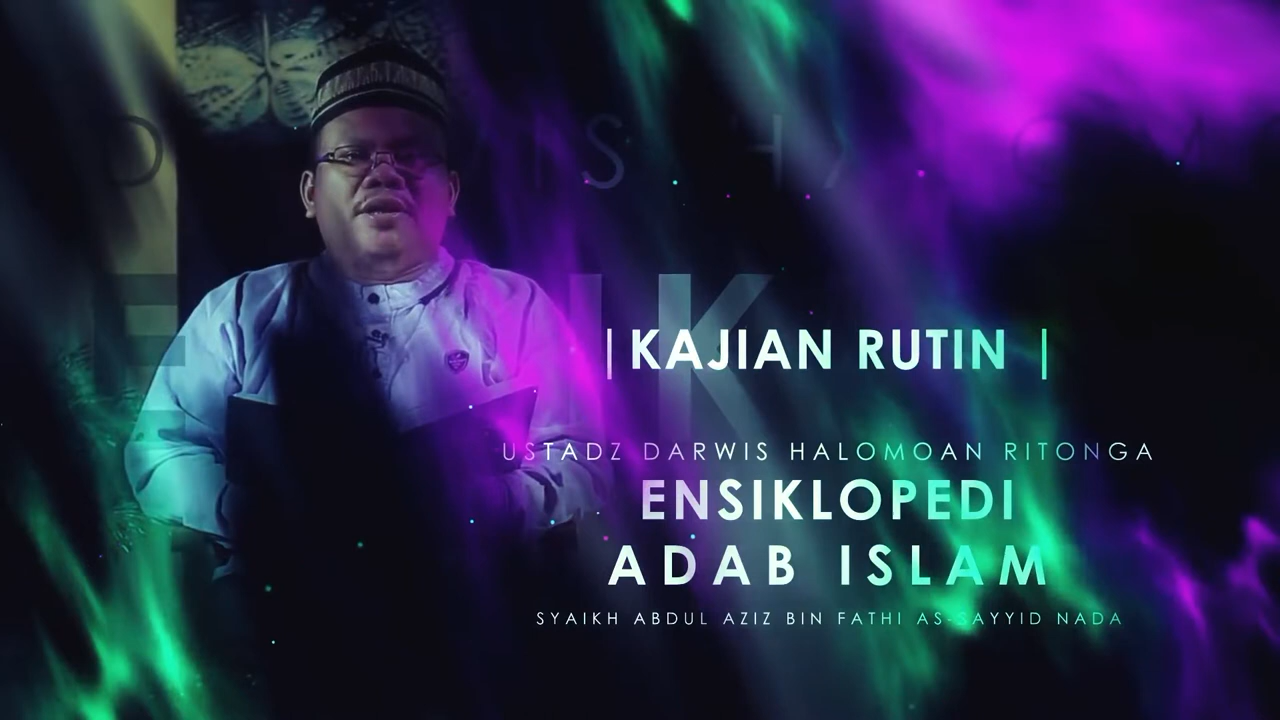 | KAJIAN RUTIN |
USTADZ DARWIS HALOMOAN RITONGA
ENSIKLOPEDI
ADAB ISLAM
SYAIKH ABDUL AZIZ BIN FATHI AS-SAYYID NADA